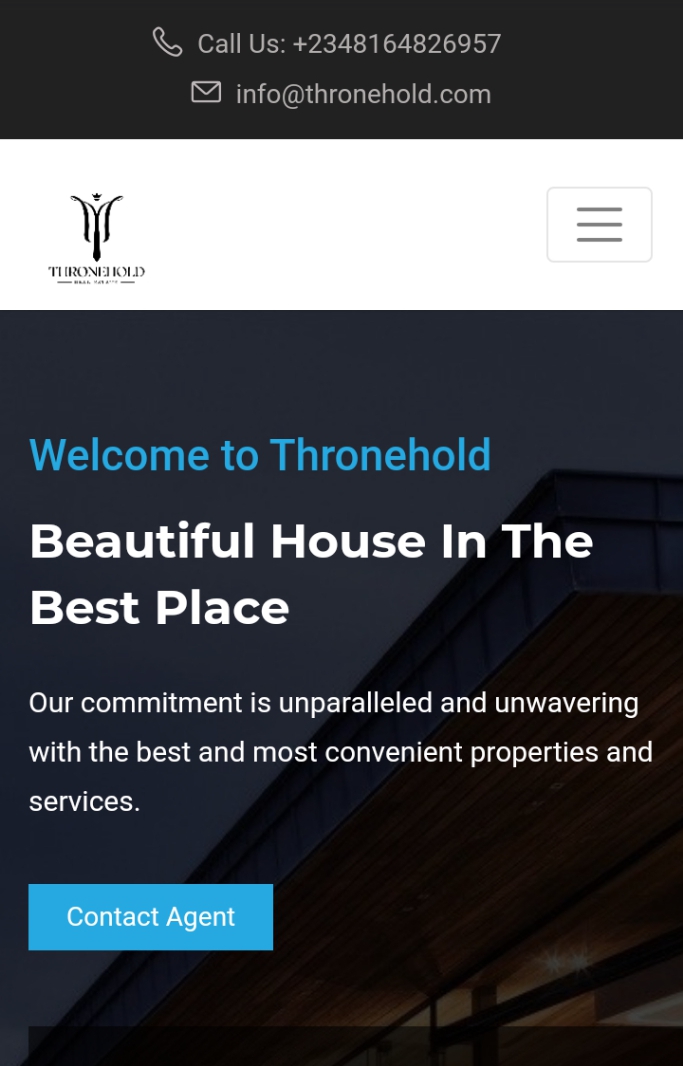 Call Us: +2348164826957
info@thronehold.com
THRONEHOLD
Welcome to Thronehold
Beautiful House In The
Best Place
Our commitment is unparalleled and unwavering
with the best and most convenient properties and
services.
Contact Agent